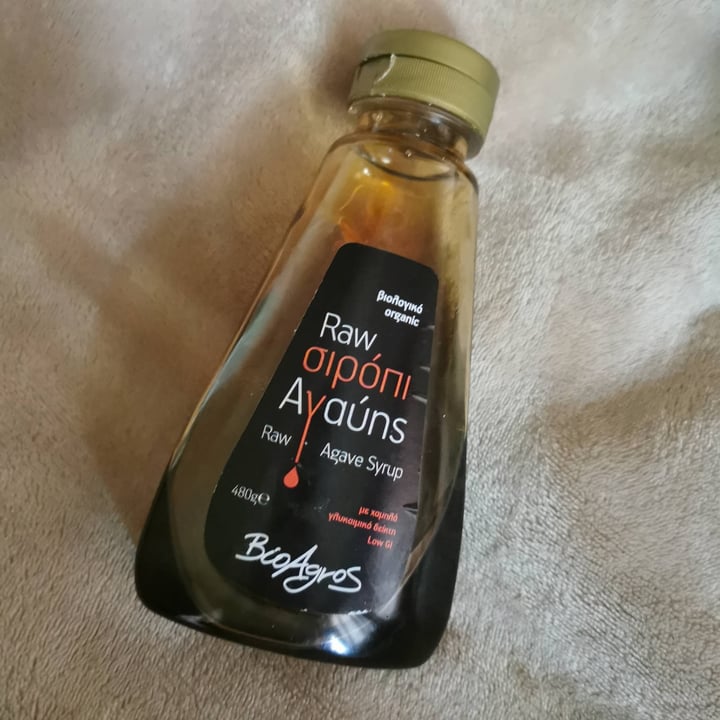 βιολογικό
organic
Raw
σιρόπι
Αγαύης
Raw Agave Syrup
480g℮
με χαμηλό
γλυκαιμικό δείκτη
Low GI
BioAgros